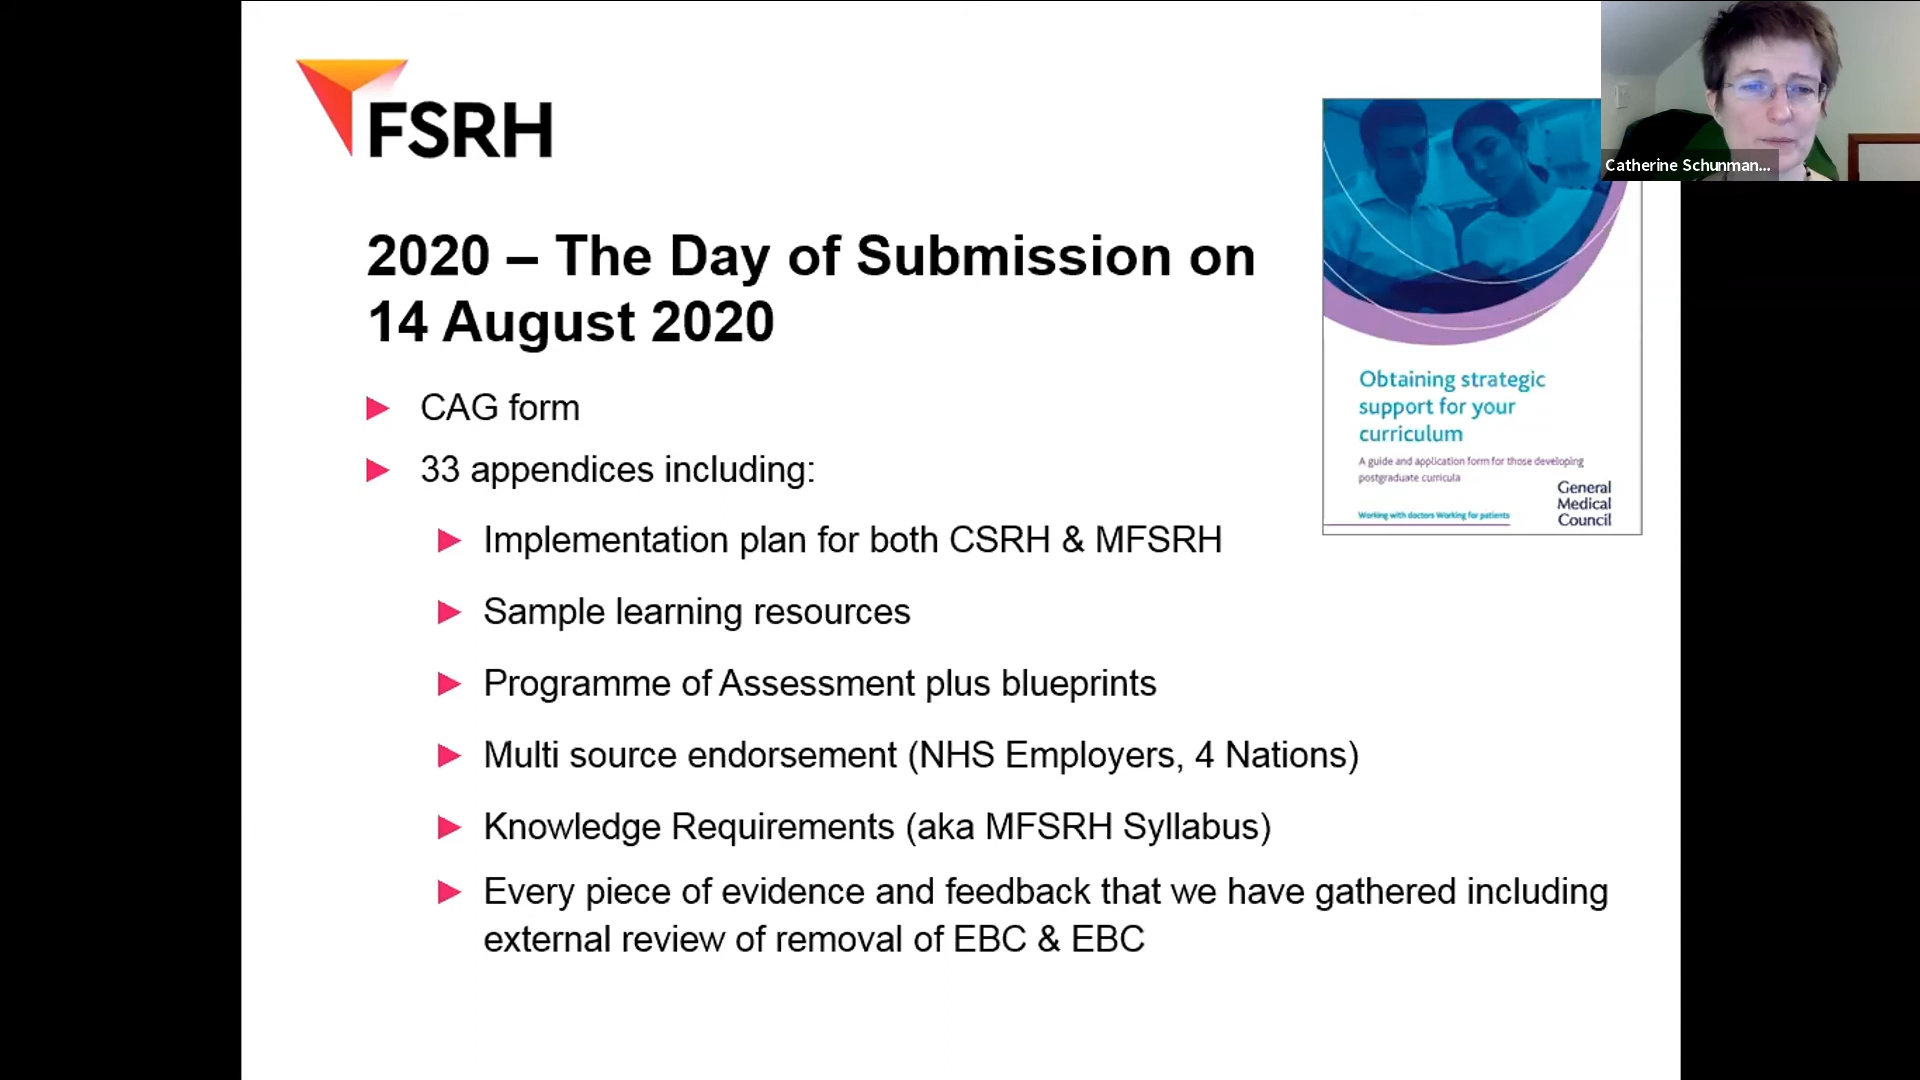 FSRH
Catherine Schunman...
2020 – The Day of Submission on
14 August 2020
CAG form
33 appendices including:
Implementation plan for both CSRH & MFSRH
Sample learning resources
Programme of Assessment plus blueprints
Multi source endorsement (NHS Employers, 4 Nations)
Knowledge Requirements (aka MFSRH Syllabus)
Every piece of evidence and feedback that we have gathered including
external review of removal of EBC & EBC
Obtaining strategic
support for your
curriculum
A guide and application form for those developing
postgraduate curricula
General
Medical
Council
Working with doctors Working for patients